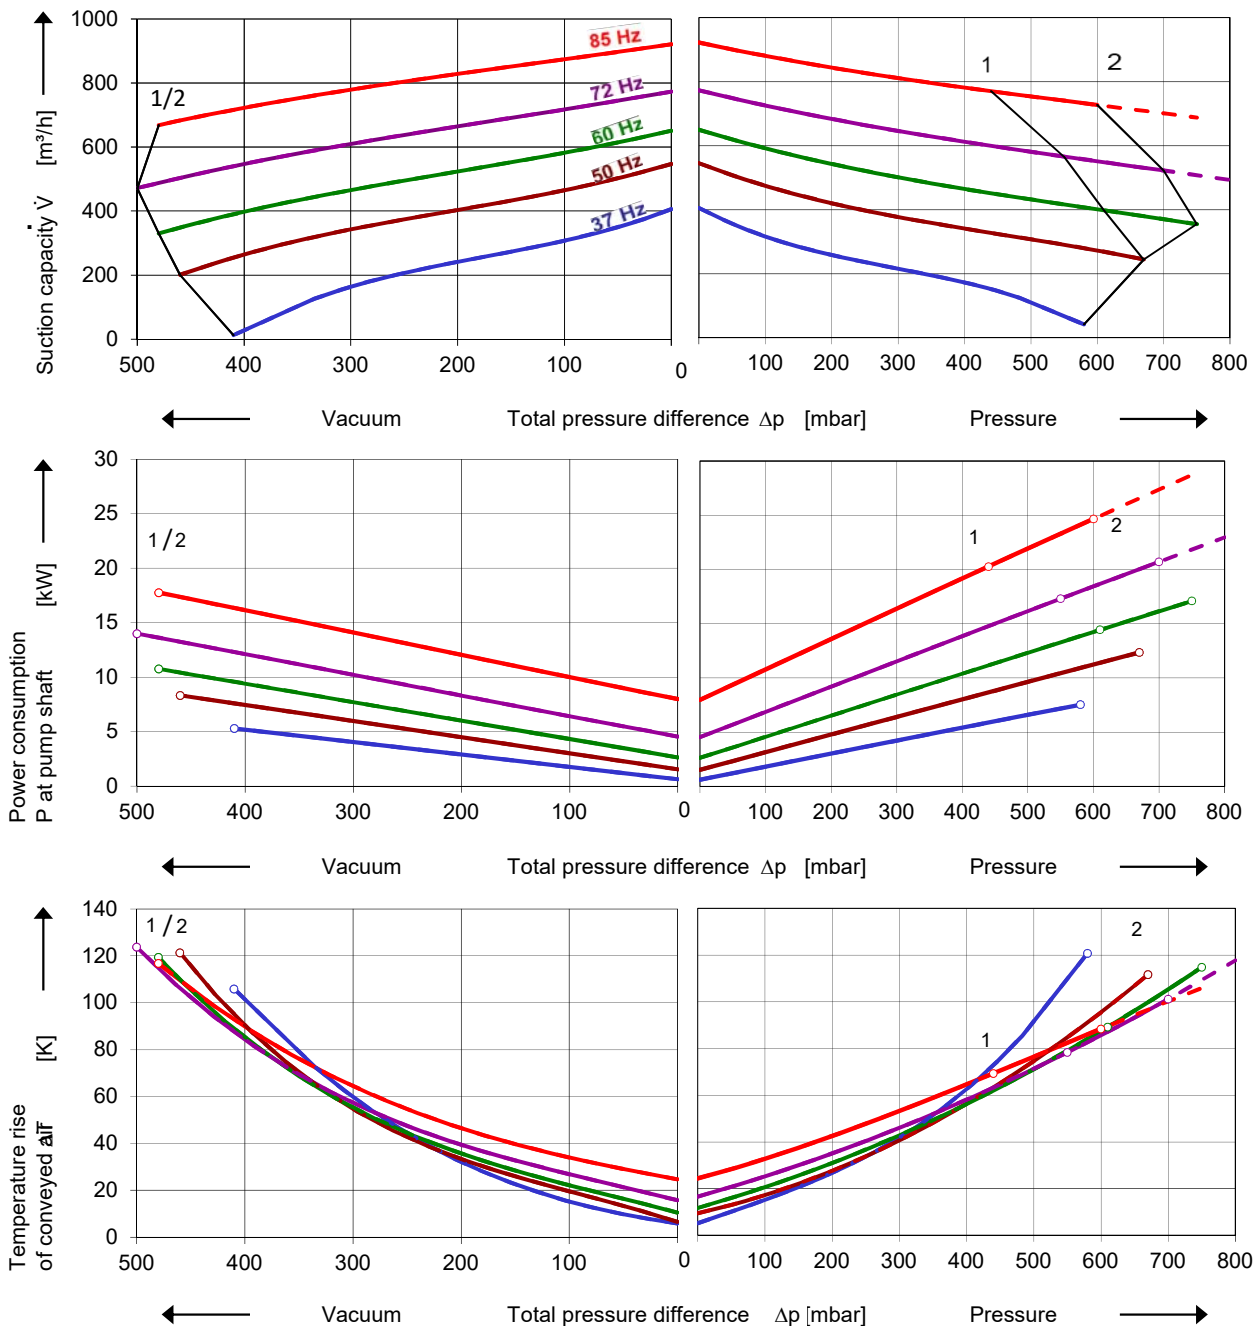 Suction capacity V̇ [m³/h]
1000
800
600
400
200
0
1/2
85 Hz
72 Hz
60 Hz
50 Hz
37 Hz
1
2
500 400 300 200 100 0 100 200 300 400 500 600 700 800
Vacuum Total pressure difference Δp [mbar] Pressure
Power consumption
P at pump shaft [kW]
30
25
20
15
10
5
0
1/2
1
2
500 400 300 200 100 0 100 200 300 400 500 600 700 800
Vacuum Total pressure difference Δp [mbar] Pressure
Temperature rise
of conveyed [K]
140
120
100
80
60
40
20
0
1/2
1
2
500 400 300 200 100 0 100 200 300 400 500 600 700 800
Vacuum Total pressure difference Δp [mbar] Pressure